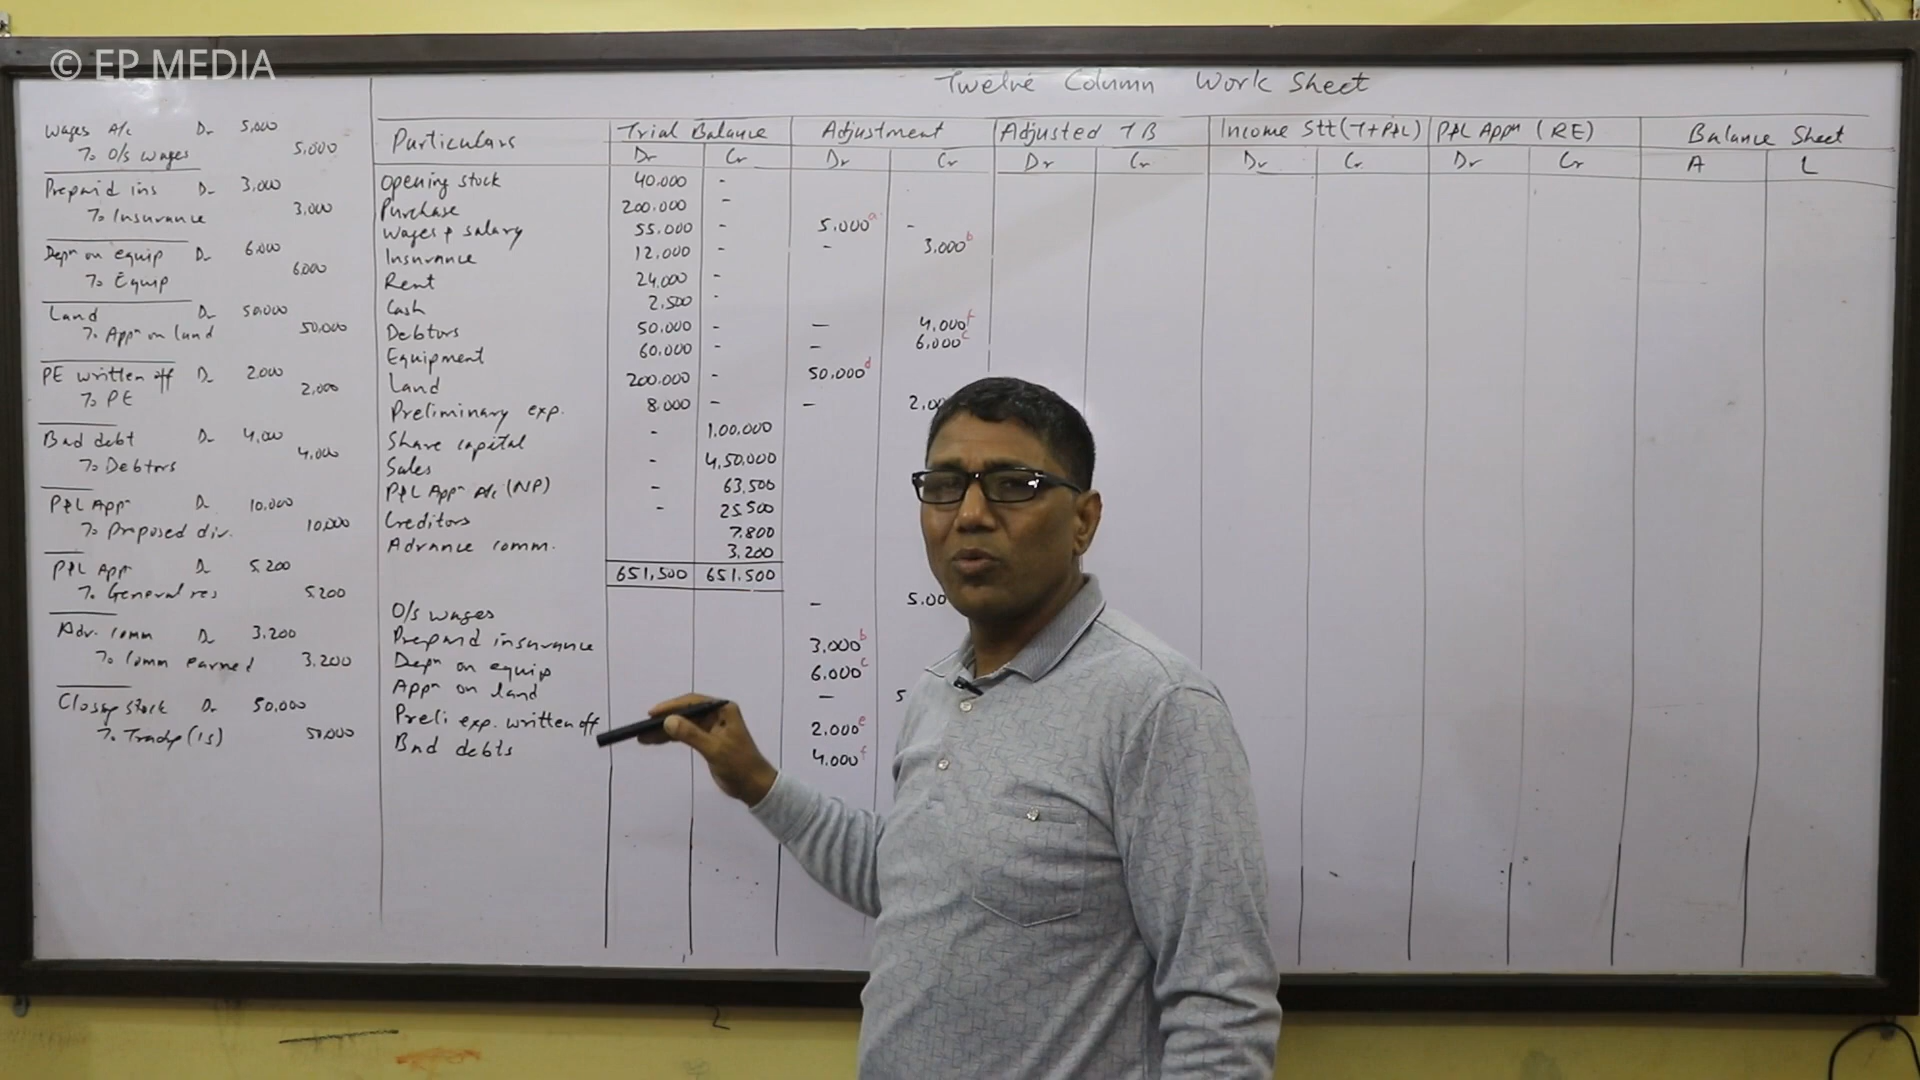 © EP MEDIA
Twelve Column Work Sheet
Wages A/c Dr 5,000
To O/s wages 5,000
Prepaid ins Dr 3,000
To Insurance 3,000
Depn on equip Dr 6,000
To Equip 6,000
Land Dr 50,000
To Appn on land 50,000
PE written off Dr 2,000
To PE 2,000
Bad debt Dr 4,000
To Debtors 4,000
P&L App Dr 10,000
To Proposed div. 10,000
P&L App Dr 5,200
To General res 5,200
Adv. comm Dr 3,200
To Comm earned 3,200
Closing stock Dr 50,000
To Trading (IS) 50,000
Particulars Trial Balance Adjustment Adjusted TB Income Stt (T+P&L) P&L Appn (RE) Balance Sheet
Dr Cr Dr Cr Dr Cr Dr Cr Dr Cr A L
Opening stock 40,000 -
Purchase 200,000 -
Wages & salary 55,000 - 5,000 a -
Insurance 12,000 - - 3,000 b
Rent 24,000 -
Cash 2,500 -
Debtors 50,000 - - 4,000 f
Equipment 60,000 - - 6,000 c
Land 200,000 - 50,000 d
Preliminary exp. 8,000 - - 2,00
Share capital - 1,00,000
Sales - 4,50,000
P&L Appn A/c (NP) - 63,500
Creditors - 25,500
Advance comm. 7,800
3,200
651,500 651,500
O/s wages - 5,00
Prepaid insurance 3,000 b
Depn on equip 6,000 c
Appn on land - 5
Preli exp. written off 2,000 e
Bad debts 4,000 f